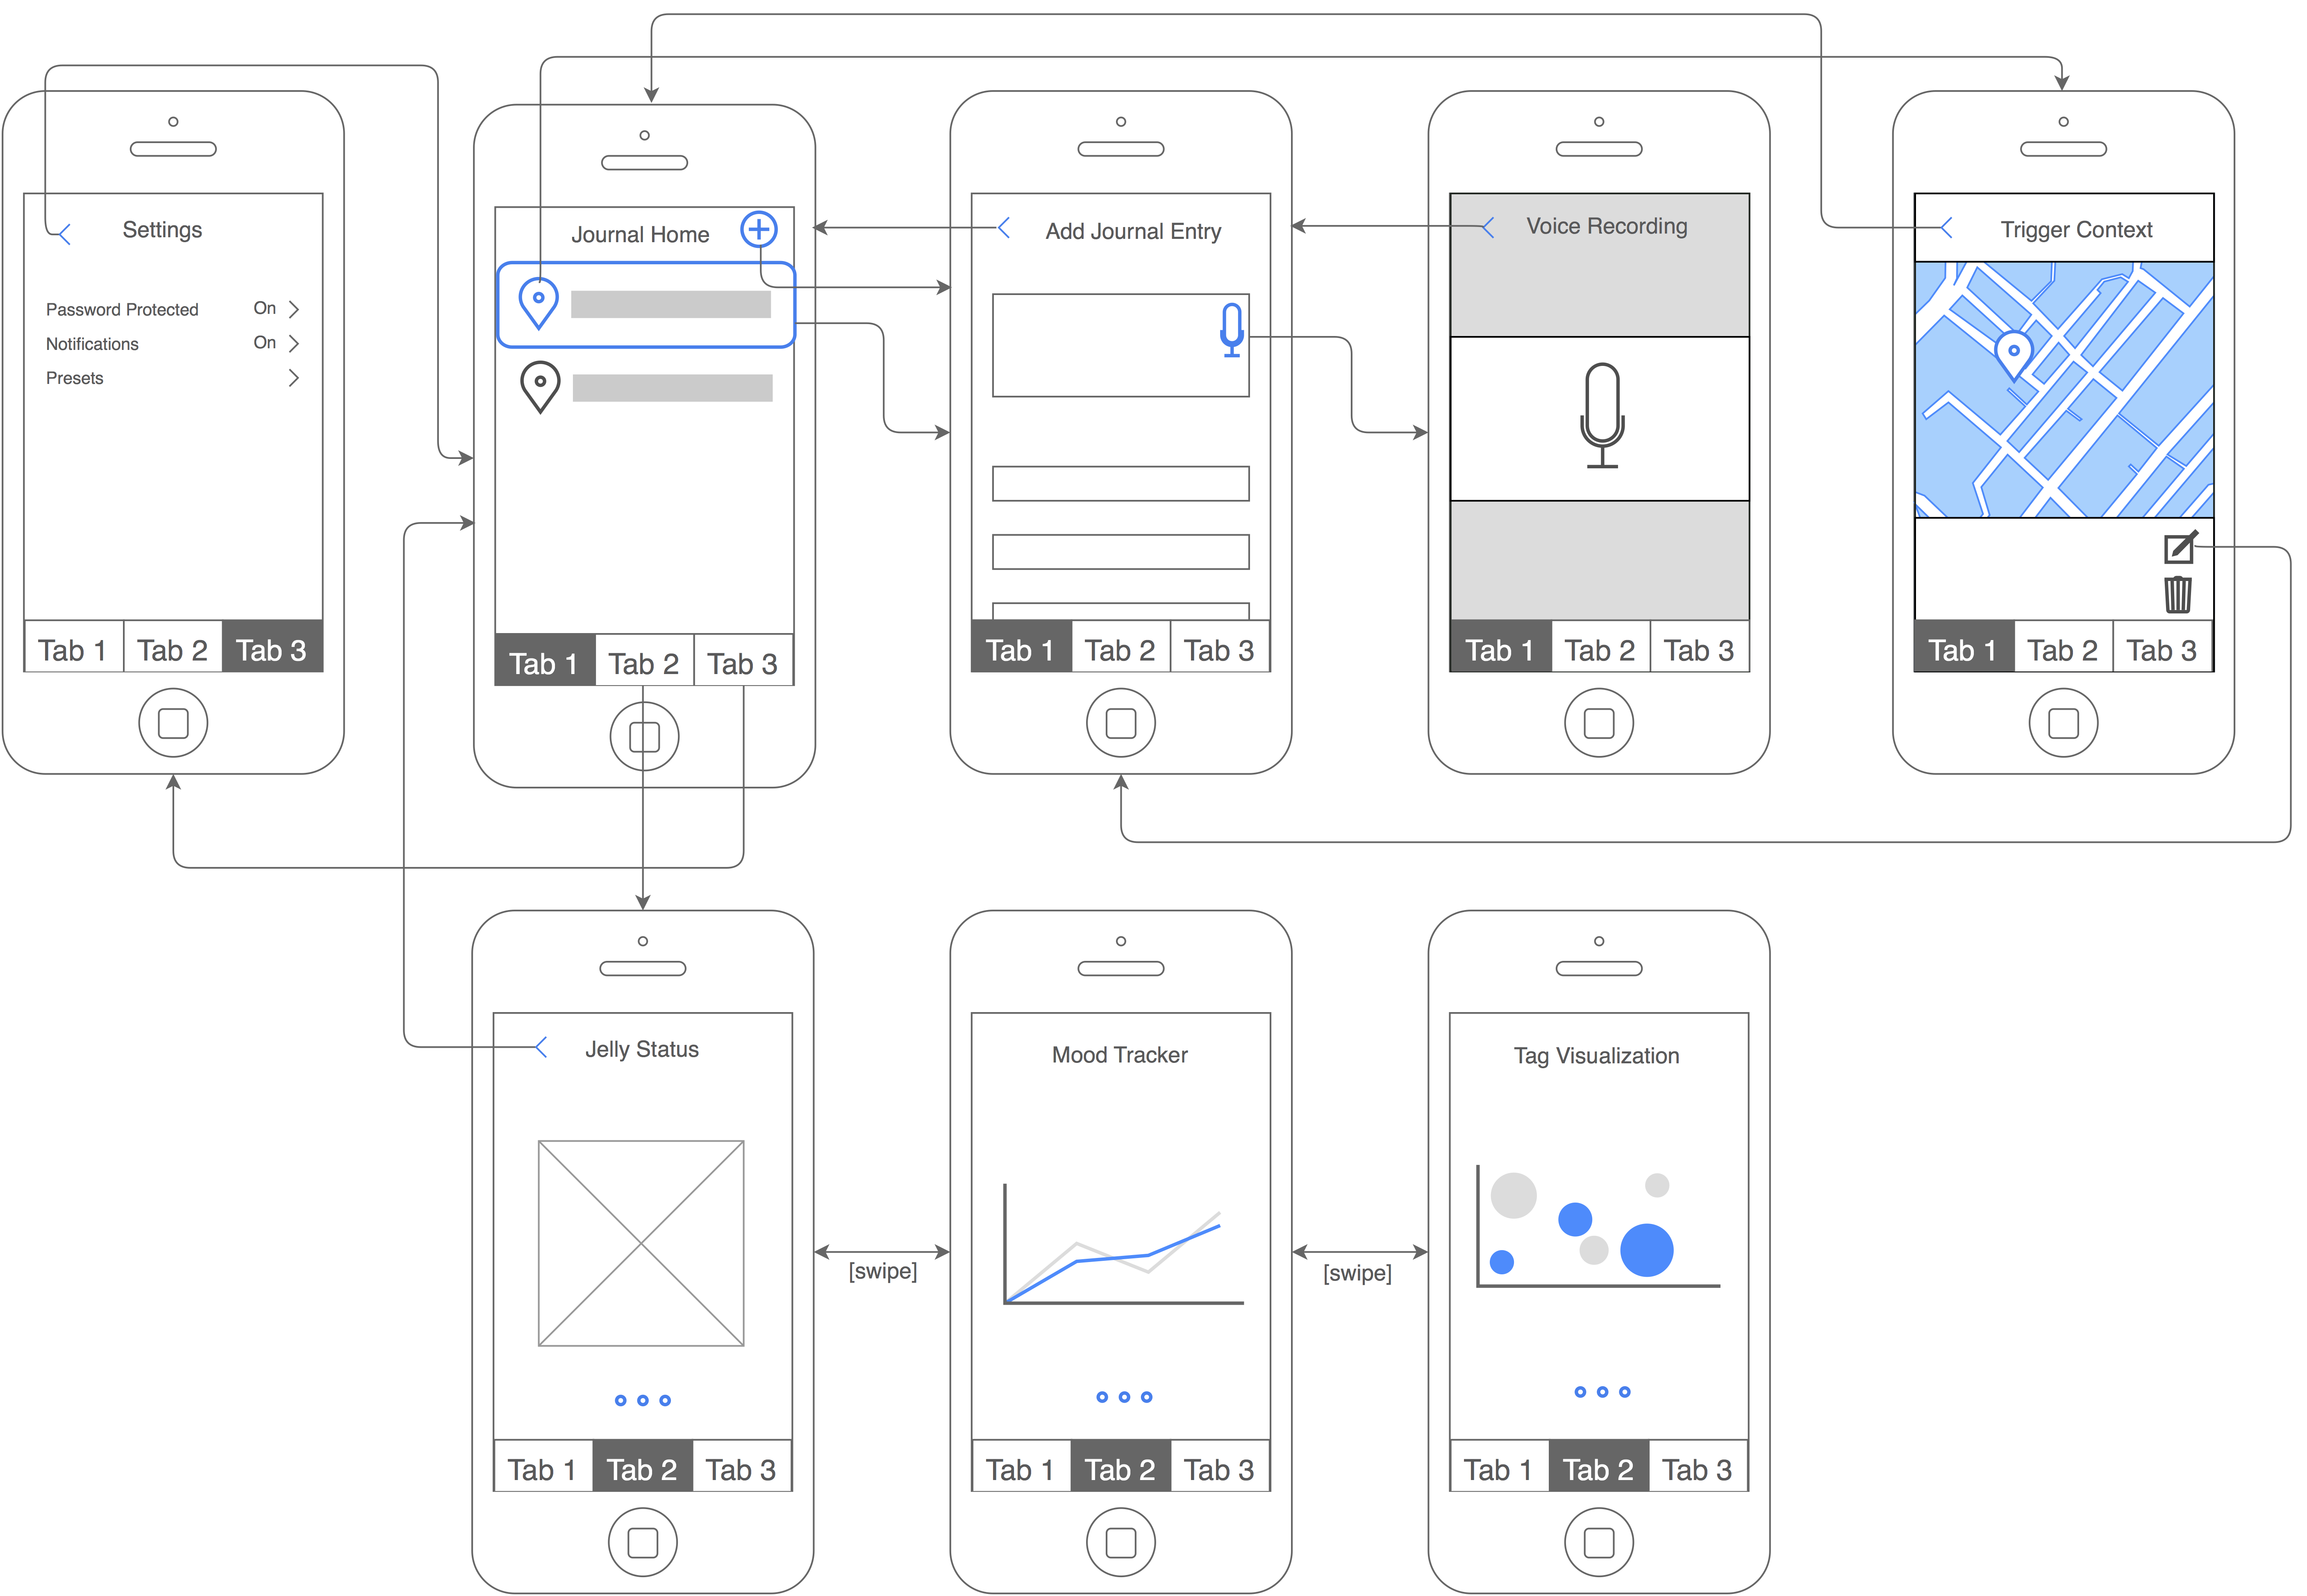 Settings
Password Protected On
Notifications On
Presets
Tab 1 Tab 2 Tab 3
Journal Home
Tab 1 Tab 2 Tab 3
Add Journal Entry
Tab 1 Tab 2 Tab 3
Voice Recording
Tab 1 Tab 2 Tab 3
Trigger Context
Tab 1 Tab 2 Tab 3
Jelly Status
Tab 1 Tab 2 Tab 3
[swipe]
Mood Tracker
Tab 1 Tab 2 Tab 3
[swipe]
Tag Visualization
Tab 1 Tab 2 Tab 3